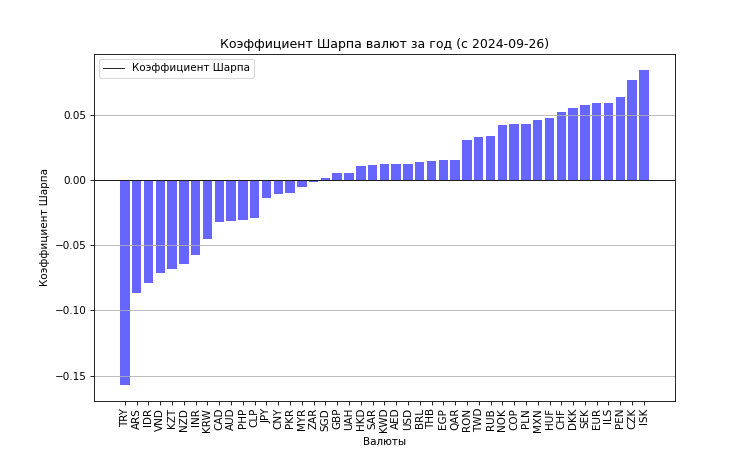 Коэффициент Шарпа валют за год (с 2024-09-26)
Коэффициент Шарпа
Коэффициент Шарпа
0.05
0.00
−0.05
−0.10
−0.15
TRY
ARS
IDR
VND
KZT
NZD
INR
KRW
CAD
AUD
PHP
CLP
JPY
CNY
PKR
MYR
ZAR
SGD
GBP
UAH
HKD
SAR
KWD
AED
USD
BRL
THB
EGP
QAR
RON
TWD
RUB
NOK
COP
PLN
MXN
HUF
CHF
DKK
SEK
EUR
ILS
PEN
CZK
ISK
Валюты